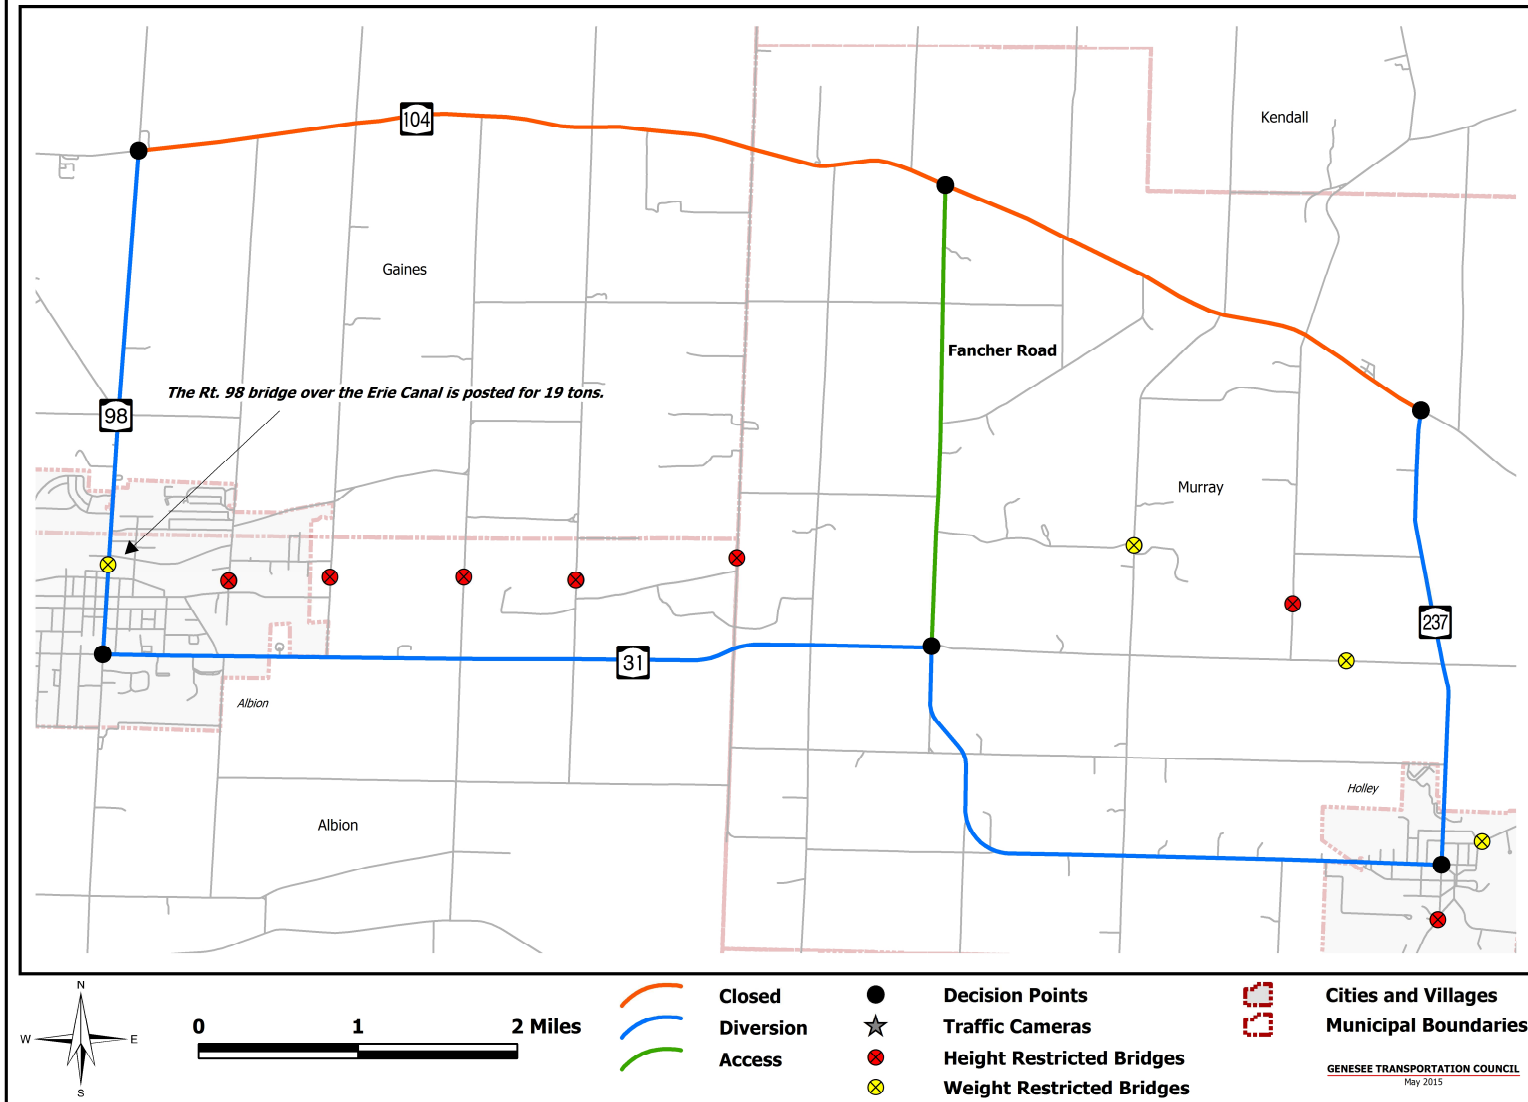 104
Kendall
Gaines
Fancher Road
The Rt. 98 bridge over the Erie Canal is posted for 19 tons.
98
Murray
237
31
Albion
Holley
Albion
N
W
E
S
0 1 2 Miles
Closed
Diversion
Access
Decision Points
Traffic Cameras
Height Restricted Bridges
Weight Restricted Bridges
Cities and Villages
Municipal Boundaries
GENESEE TRANSPORTATION COUNCIL
May 2015